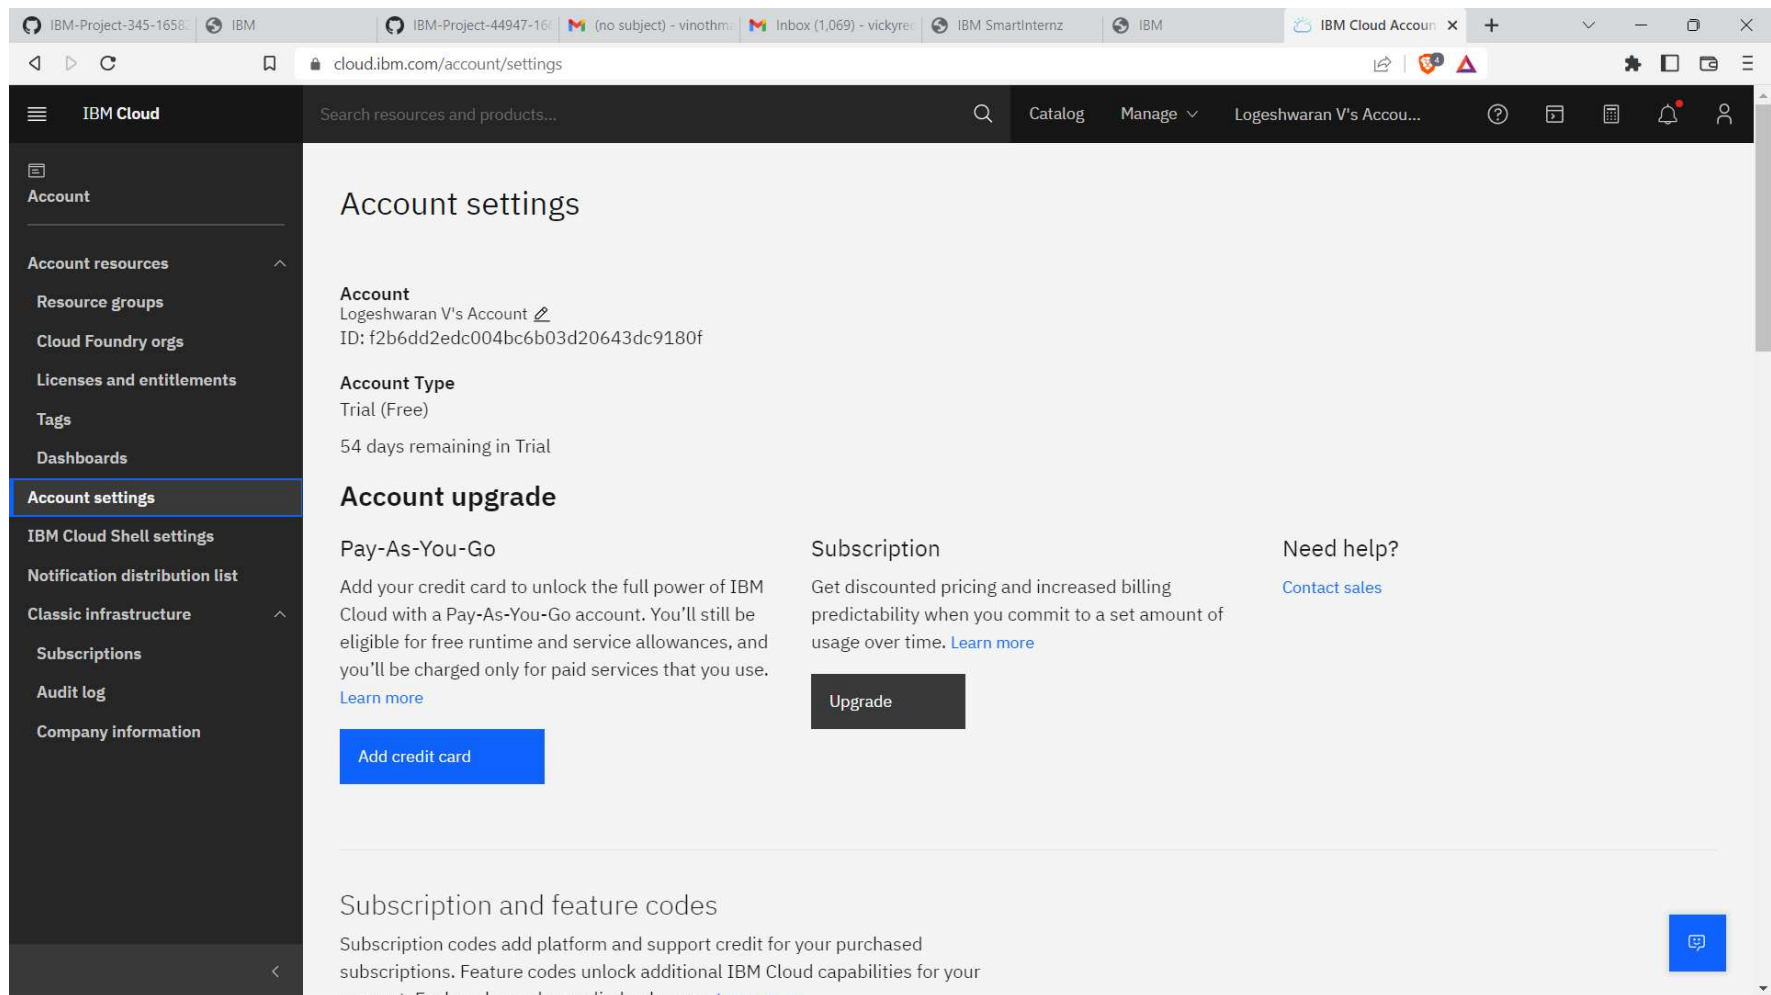 IBM-Project-345-1658
IBM
IBM-Project-44947-166
(no subject) - vinothm
Inbox (1,069) - vickyrec
IBM SmartInternz
IBM
IBM Cloud Accoun
cloud.ibm.com/account/settings
4
IBM Cloud
Search resources and products...
Catalog
Manage
Logeshwaran V's Accou...
Account
Account resources
Resource groups
Cloud Foundry orgs
Licenses and entitlements
Tags
Dashboards
Account settings
IBM Cloud Shell settings
Notification distribution list
Classic infrastructure
Subscriptions
Audit log
Company information
Account settings
Account
Logeshwaran V's Account
ID: f2b6dd2edc004bc6b03d20643dc9180f
Account Type
Trial (Free)
54 days remaining in Trial
Account upgrade
Pay-As-You-Go
Add your credit card to unlock the full power of IBM
Cloud with a Pay-As-You-Go account. You’ll still be
eligible for free runtime and service allowances, and
you’ll be charged only for paid services that you use.
Learn more
Add credit card
Subscription
Get discounted pricing and increased billing
predictability when you commit to a set amount of
usage over time. Learn more
Upgrade
Need help?
Contact sales
Subscription and feature codes
Subscription codes add platform and support credit for your purchased
subscriptions. Feature codes unlock additional IBM Cloud capabilities for your